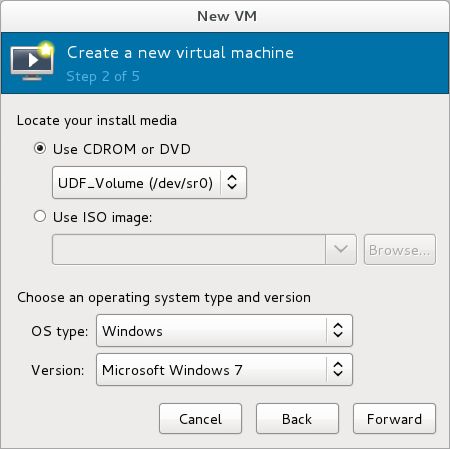 New VM
Create a new virtual machine
Step 2 of 5
Locate your install media
Use CDROM or DVD
UDF_Volume (/dev/sr0)
Use ISO image:
Browse...
Choose an operating system type and version
OS type: Windows
Version: Microsoft Windows 7
Cancel Back Forward